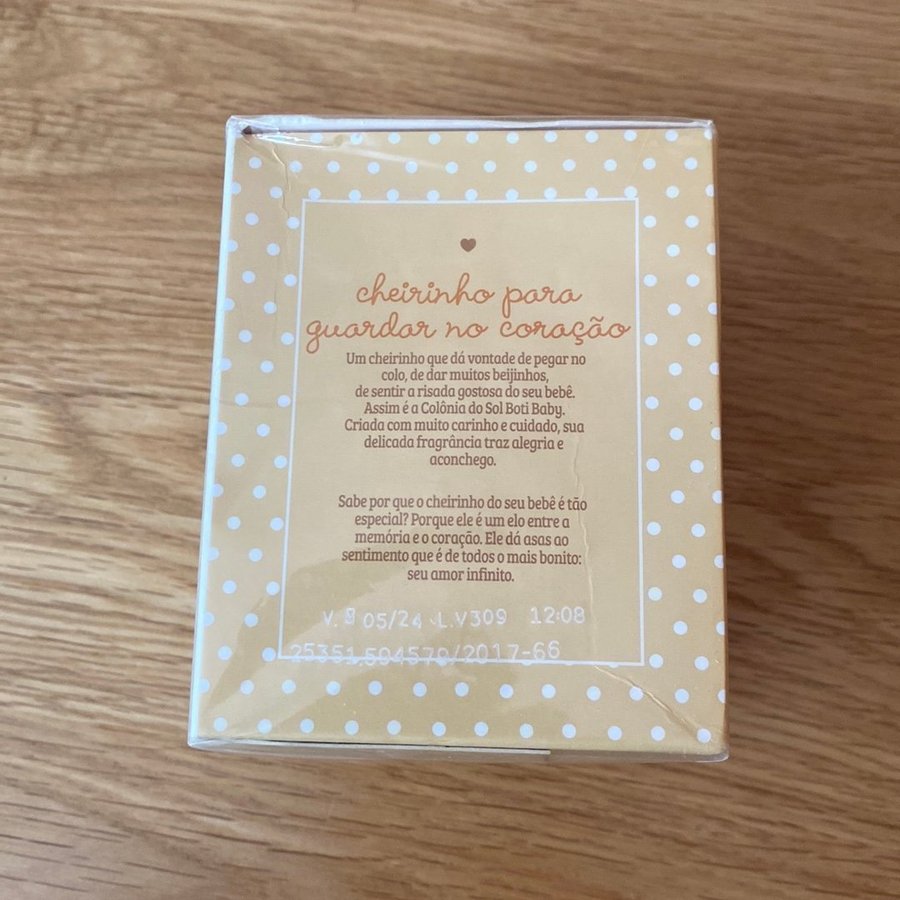 cheirinho para
guardar no coração
Um cheirinho que dá vontade de pegar no
colo, de dar muitos beijinhos,
de sentir a risada gostosa do seu bebê.
Assim é a Colônia do Sol Boti Baby.
Criada com muito carinho e cuidado, sua
delicada fragrância traz alegria e
aconchego.
Sabe por que o cheirinho do seu bebê é tão
especial? Porque ele é um elo entre a
memória e o coração. Ele dá asas ao
sentimento que é de todos o mais bonito:
seu amor infinito.
V. 05/24 L.V309 12:08
25351.594570/2017-66